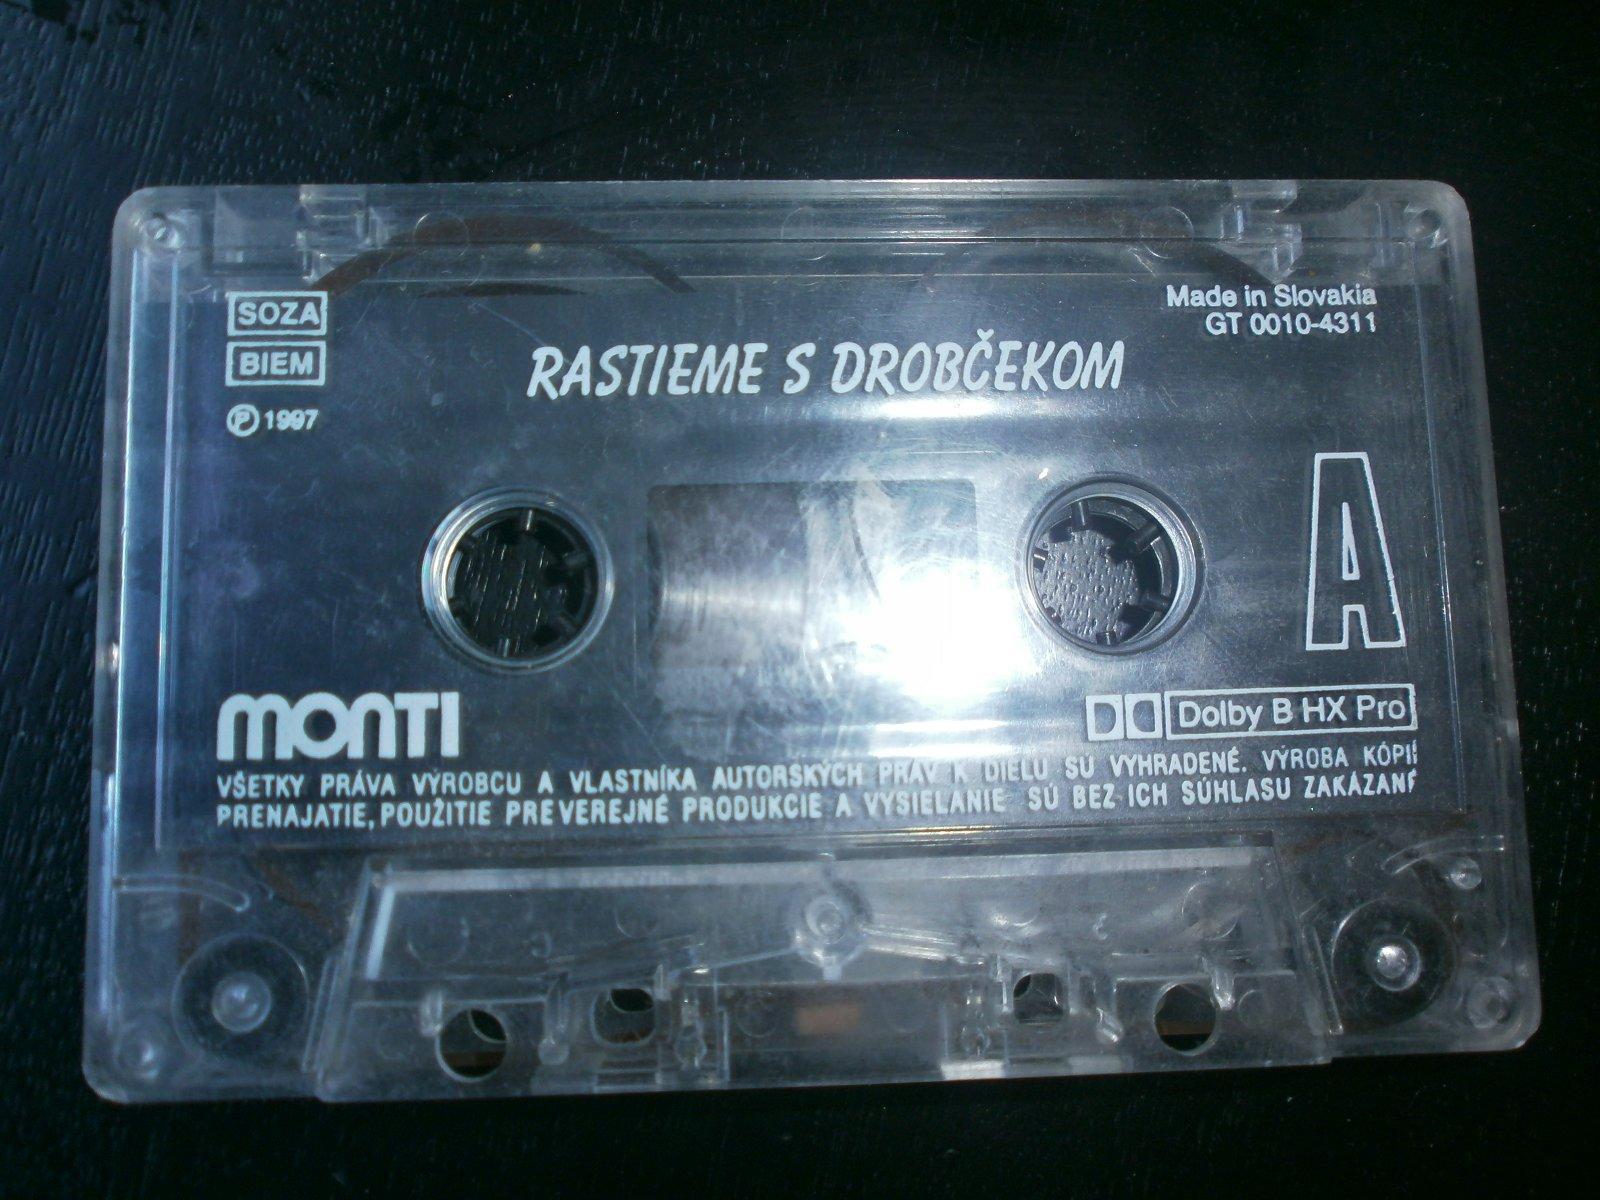 SOZA
BIEM
Ⓟ 1997
Made in Slovakia
GT 0010-4311
RASTIEME S DROBČEKOM
A
MONTI
Dolby B HX Pro
VŠETKY PRÁVA VÝROBCU A VLASTNÍKA AUTORSKÝCH PRÁV K DIELU SÚ VYHRADENÉ. VÝROBA KÓPIÍ
PRENAJATIE, POUŽITIE PRE VEREJNÉ PRODUKCIE A VYSIELANIE SÚ BEZ ICH SÚHLASU ZAKÁZANÉ